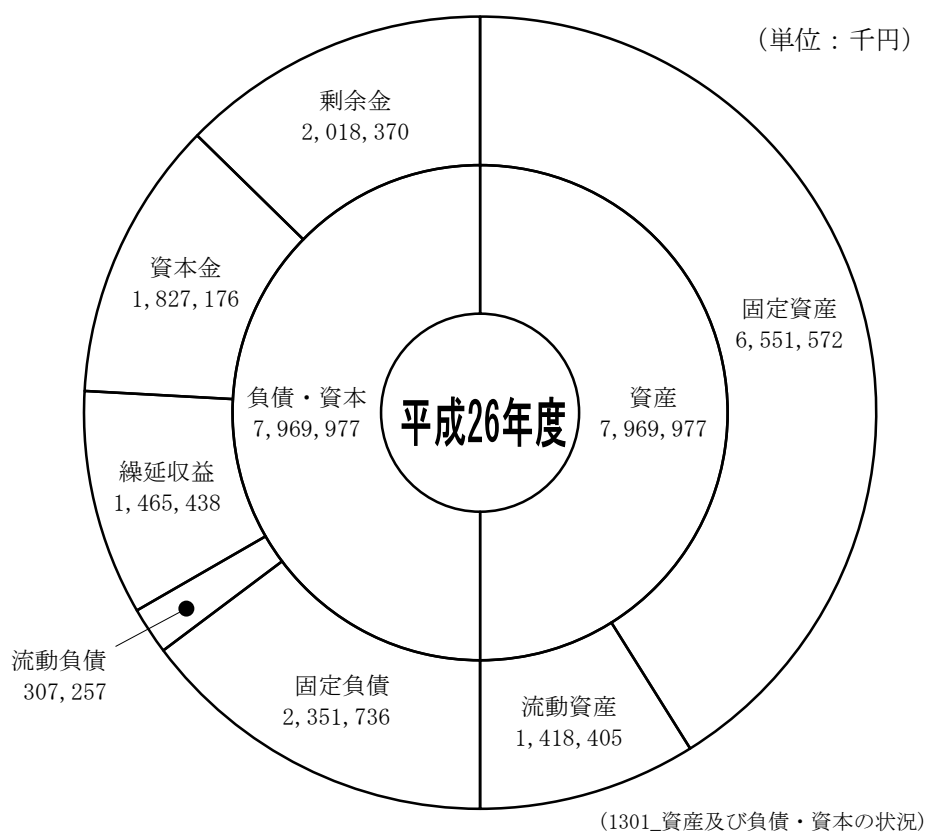 （単位：千円）
剰余金
2,018,370
資本金
1,827,176
固定資産
6,551,572
負債・資本
7,969,977
平成26年度
資産
7,969,977
繰延収益
1,465,438
流動負債
307,257
固定負債
2,351,736
流動資産
1,418,405
（1301_資産及び負債・資本の状況）